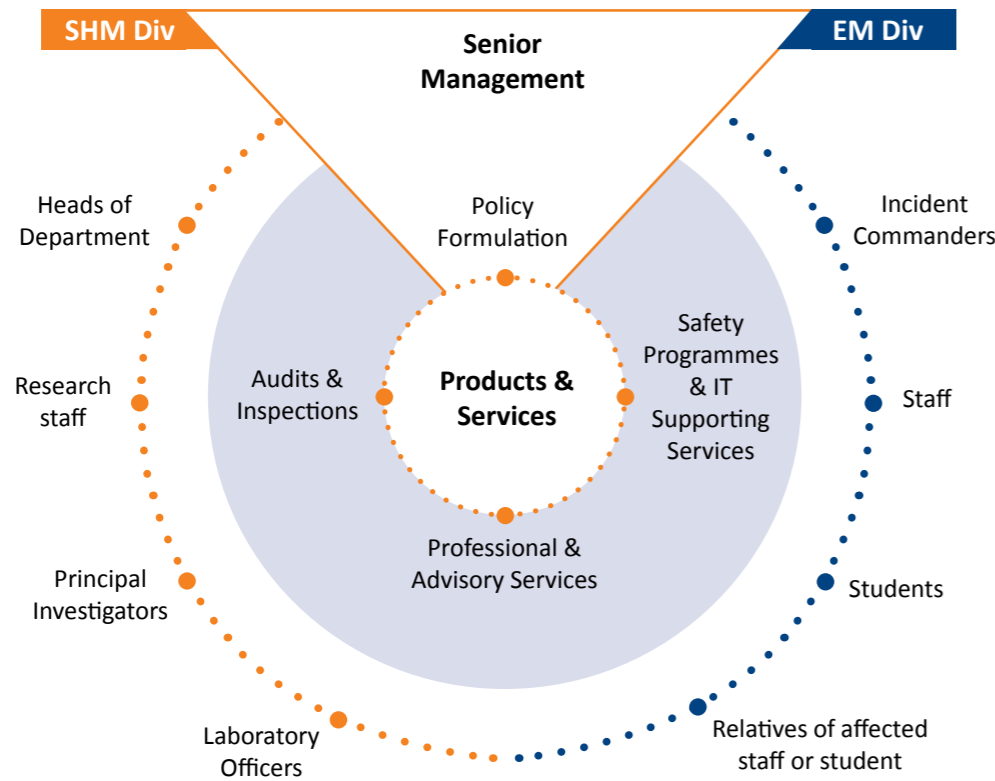 SHM Div
Senior
Management
EM Div
Heads of
Department
Policy
Formulation
Incident
Commanders
Research
staff
Audits &
Inspections
Products &
Services
Safety
Programmes
& IT
Supporting
Services
Staff
Principal
Investigators
Professional &
Advisory Services
Students
Laboratory
Officers
Relatives of affected
staff or student